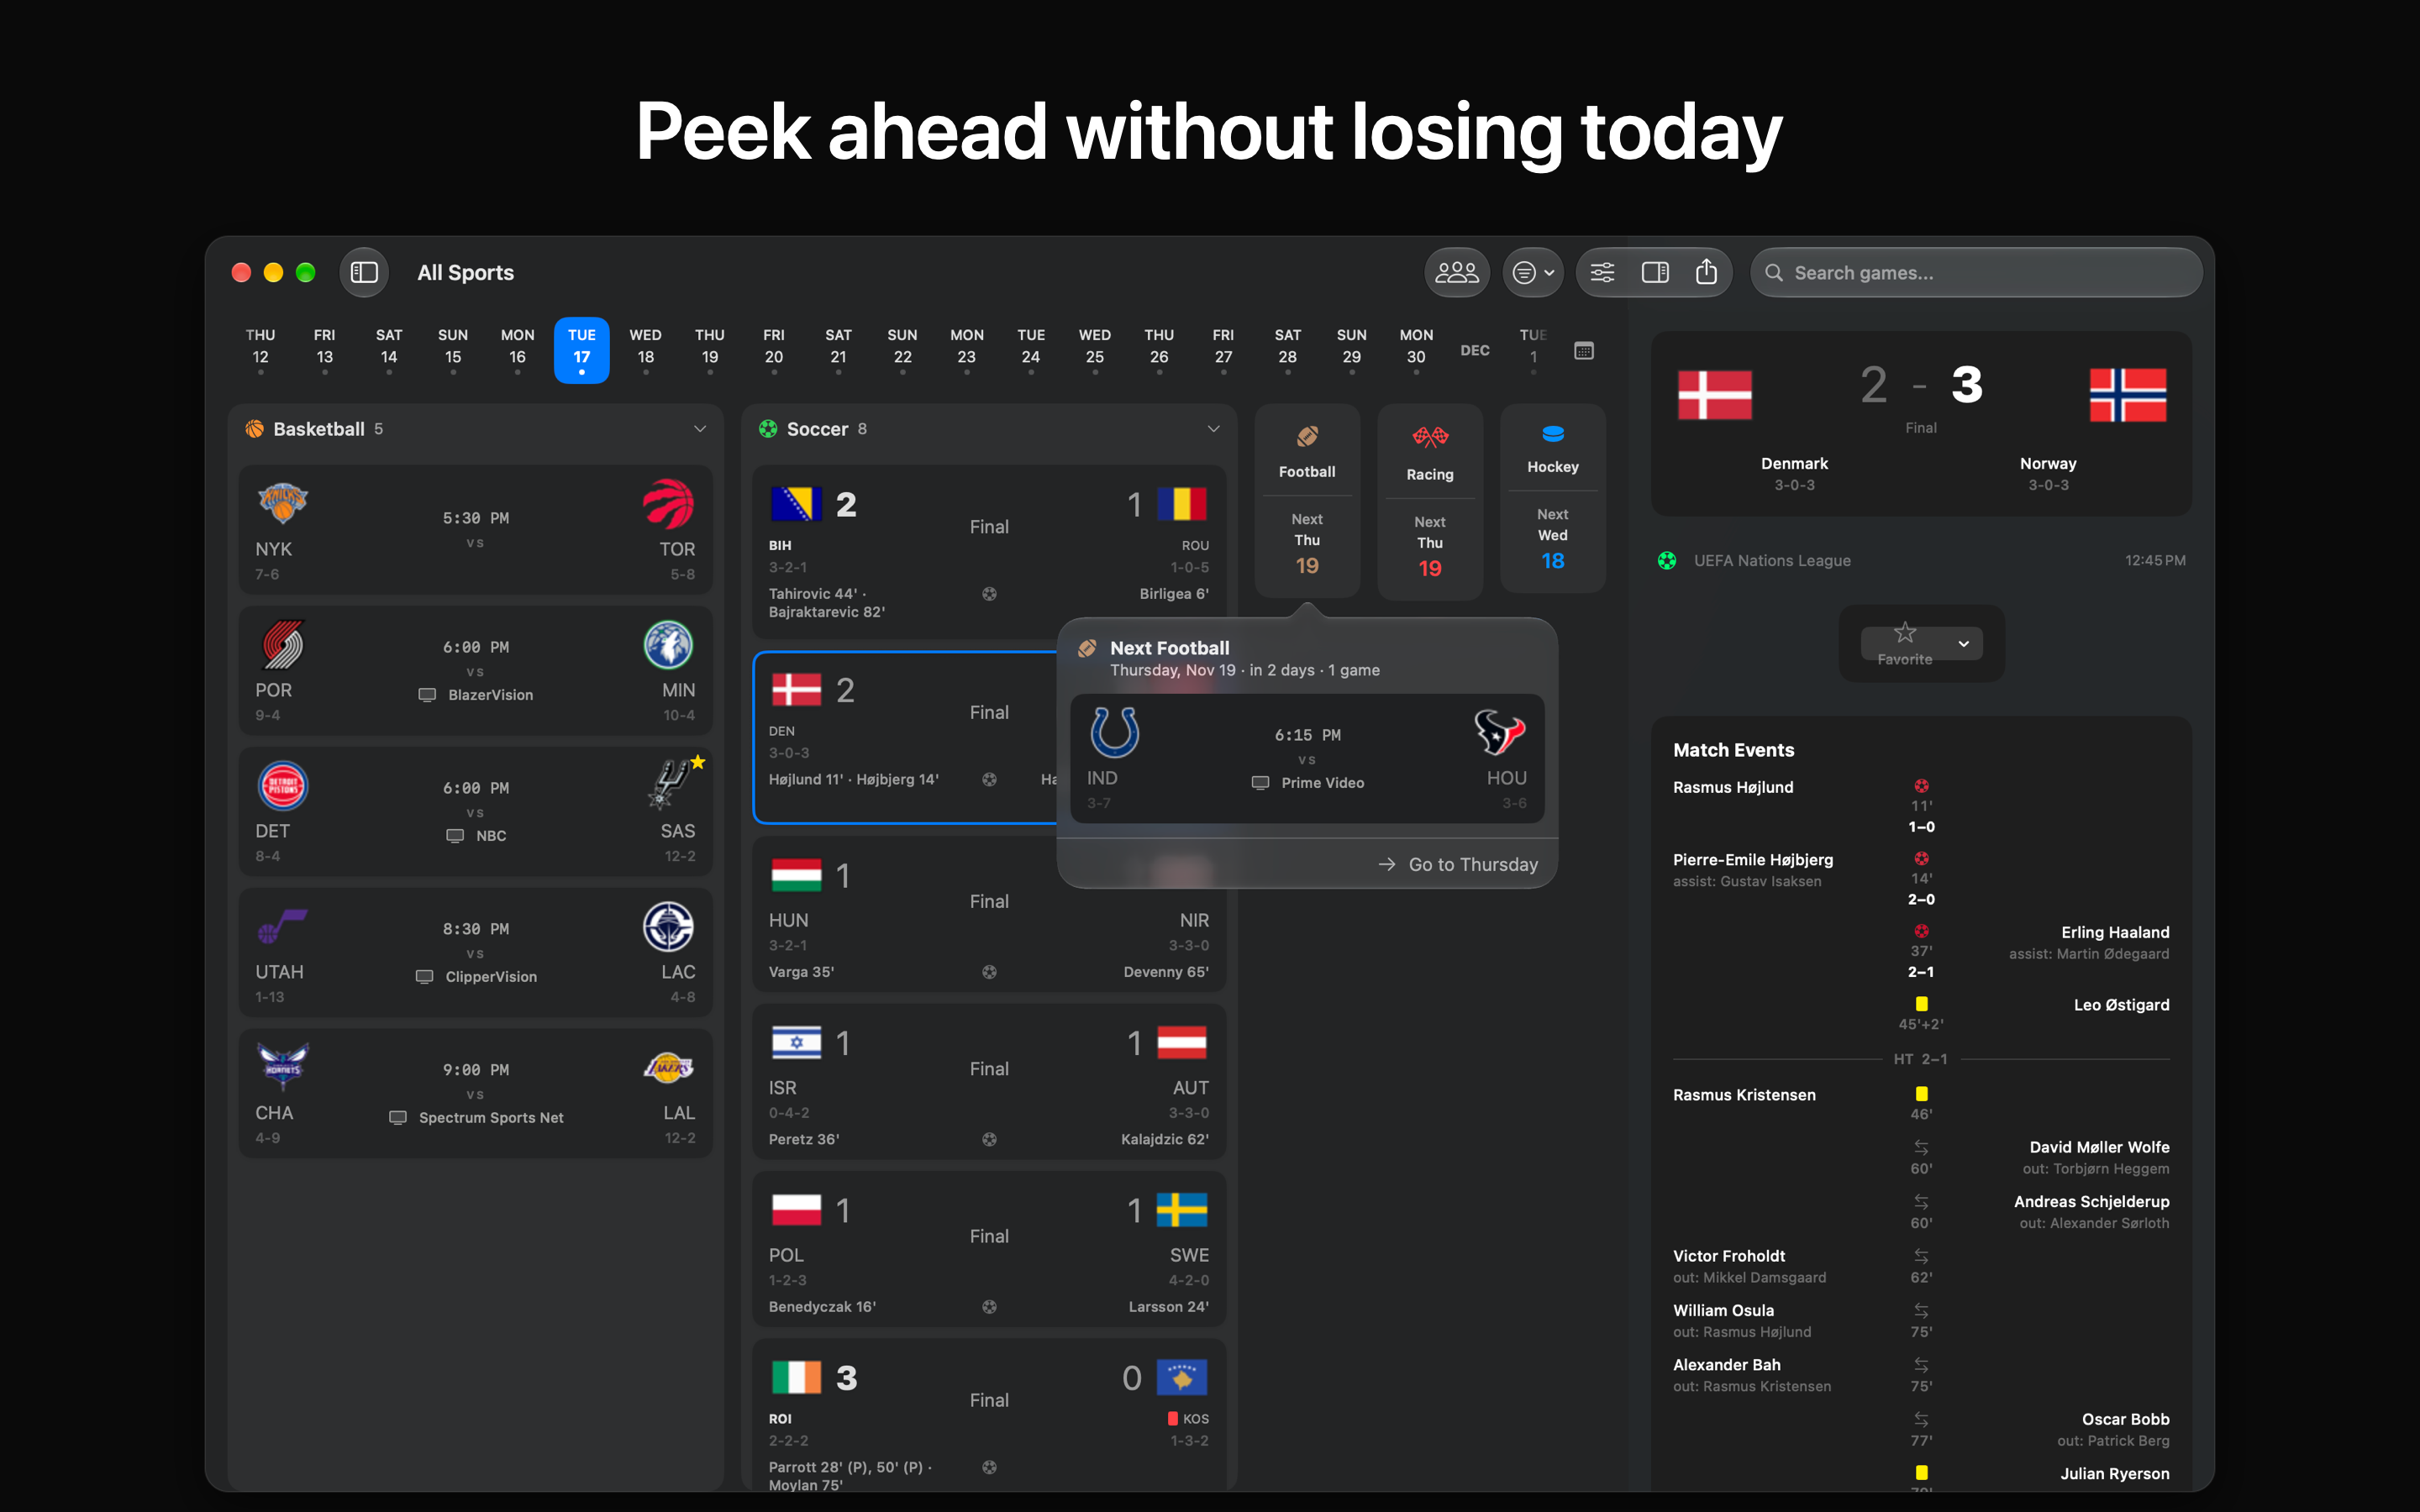 Peek ahead without losing today
All Sports
Search games...
THU 12
FRI 13
SAT 14
SUN 15
MON 16
TUE 17
WED 18
THU 19
FRI 20
SAT 21
SUN 22
MON 23
TUE 24
WED 25
THU 26
FRI 27
SAT 28
SUN 29
MON 30
DEC
TUE 1
Basketball 5
NYK
7-6
5:30 PM
vs
TOR
5-8
POR
9-4
6:00 PM
vs
BlazerVision
MIN
10-4
DETROIT PISTONS
DET
8-4
6:00 PM
vs
NBC
SAS
12-2
UTAH
1-13
8:30 PM
vs
ClipperVision
LAC
4-8
HORNETS
CHA
4-9
9:00 PM
vs
Spectrum Sports Net
LAKERS
LAL
12-2
Soccer 8
2
Final
1
BIH
ROU
3-2-1
1-0-5
Tahirovic 44' ·
Bajraktarevic 82'
Birligea 6'
2
Final
DEN
3-0-3
Højlund 11' · Højbjerg 14'
Ha
1
Final
HUN
NIR
3-2-1
3-3-0
Varga 35'
Devenny 65'
1
Final
1
ISR
AUT
0-4-2
3-3-0
Peretz 36'
Kalajdzic 62'
1
Final
1
POL
SWE
1-2-3
4-2-0
Benedyczak 16'
Larsson 24'
3
Final
0
ROI
KOS
2-2-2
1-3-2
Parrott 28' (P), 50' (P) ·
Moylan 75'
Football
Next
Thu
19
Racing
Next
Thu
19
Hockey
Next
Wed
18
Next Football
Thursday, Nov 19 · in 2 days · 1 game
IND
3-7
6:15 PM
vs
Prime Video
HOU
3-6
Go to Thursday
2 - 3
Final
Denmark
3-0-3
Norway
3-0-3
UEFA Nations League
12:45 PM
Favorite
Match Events
Rasmus Højlund
11'
1–0
Pierre-Emile Højbjerg
assist: Gustav Isaksen
14'
2–0
Erling Haaland
assist: Martin Ødegaard
37'
2–1
Leo Østigard
45'+2'
HT 2–1
Rasmus Kristensen
46'
David Møller Wolfe
out: Torbjørn Heggem
60'
Andreas Schjelderup
out: Alexander Sørloth
60'
Victor Froholdt
out: Mikkel Damsgaard
62'
William Osula
out: Rasmus Højlund
75'
Alexander Bah
out: Rasmus Kristensen
75'
Oscar Bobb
out: Patrick Berg
77'
Julian Ryerson